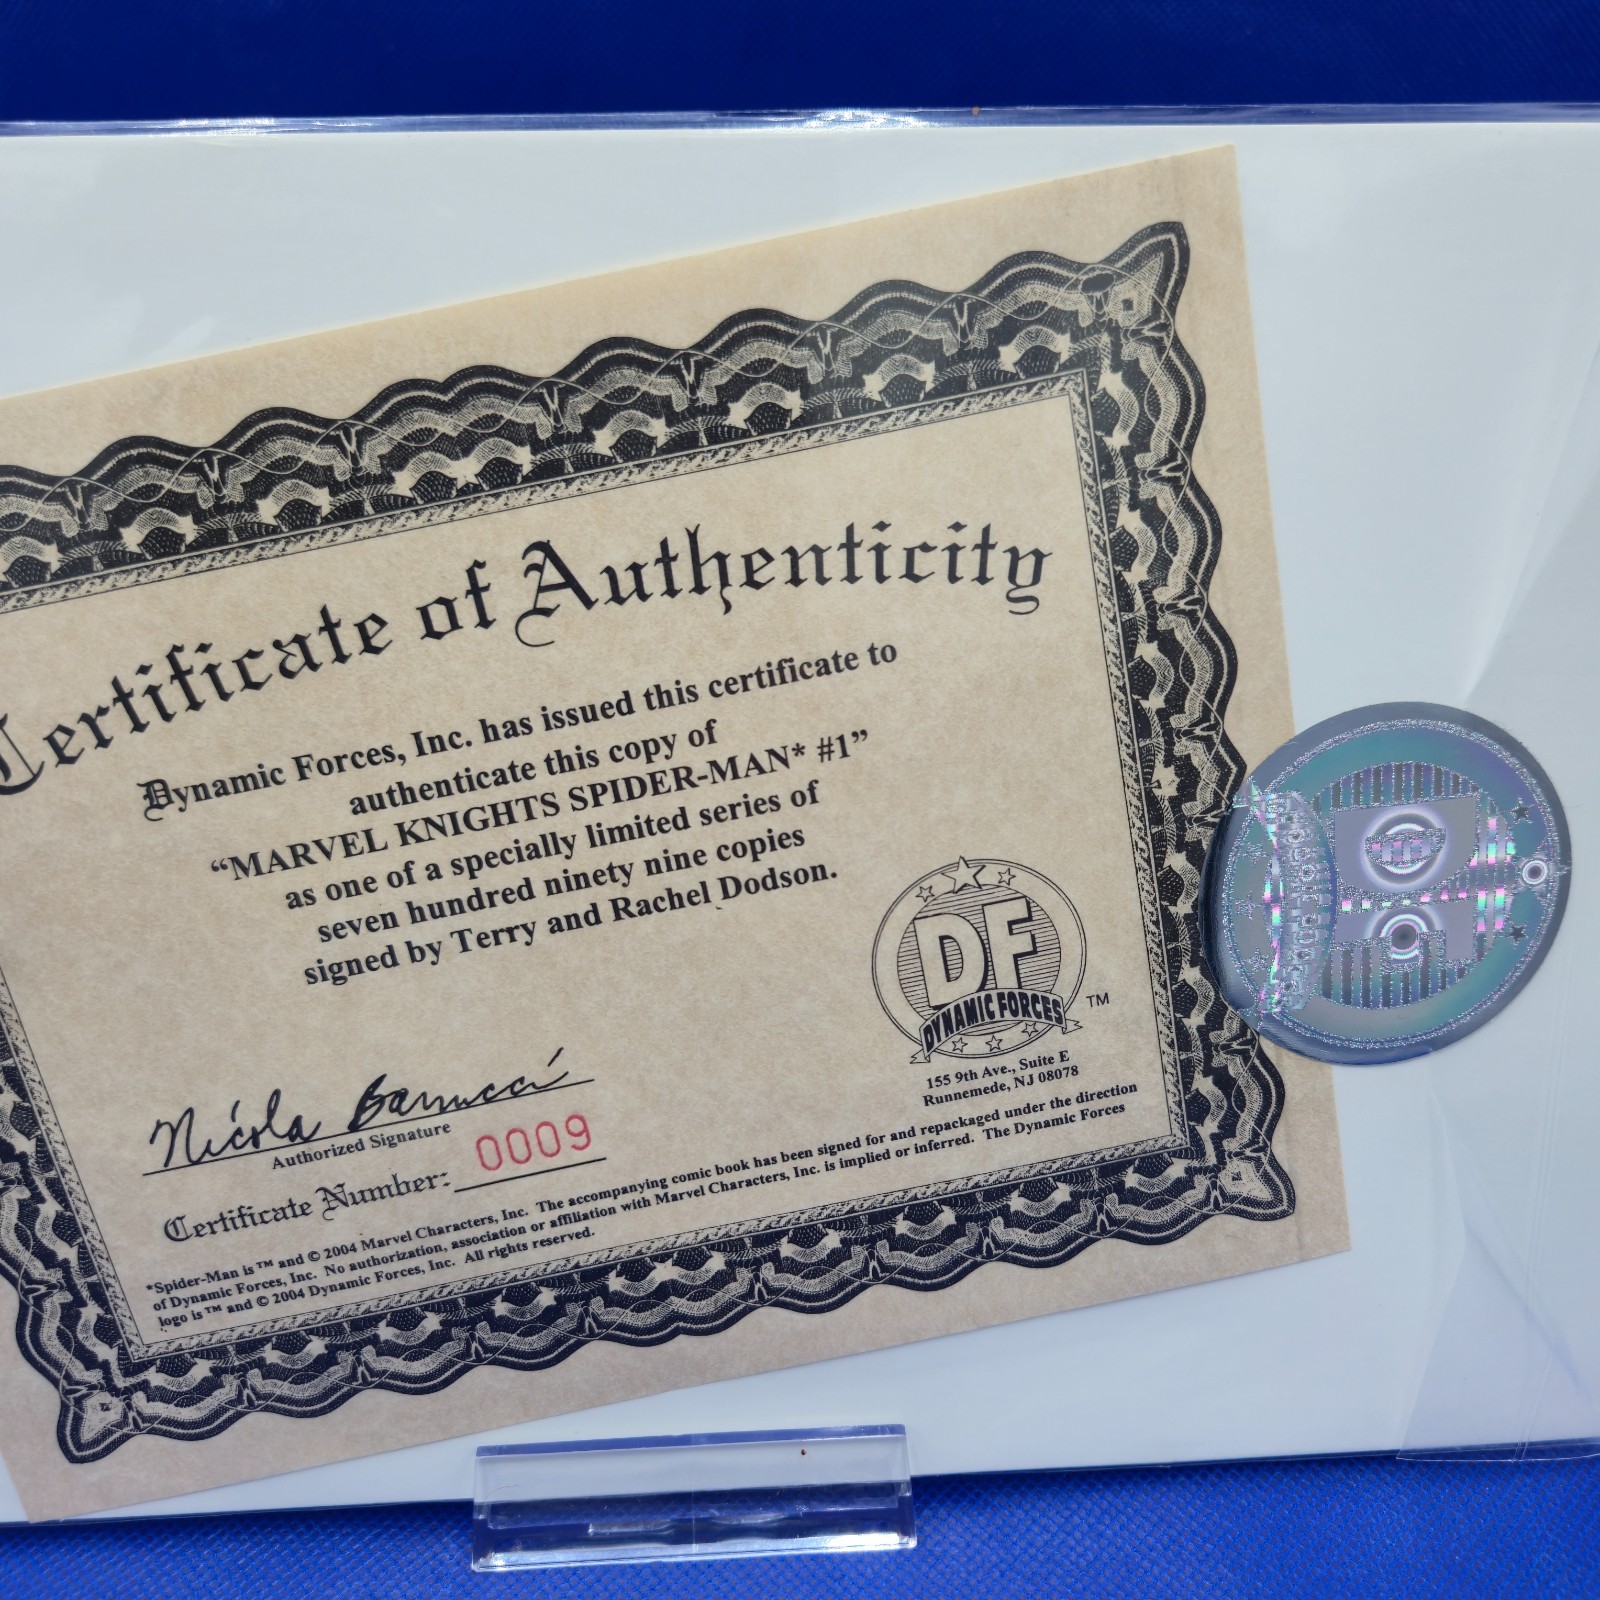 Certificate of Authenticity
Dynamic Forces, Inc. has issued this certificate to
authenticate this copy of
“MARVEL KNIGHTS SPIDER-MAN* #1”
as one of a specially limited series of
seven hundred ninety nine copies
signed by Terry and Rachel Dodson.
DF
DYNAMIC FORCES
TM
155 9th Ave., Suite E
Runnemede, NJ 08078
Nicola Barrucci
Authorized Signature
Certificate Number: 0009
*Spider-Man is ™ and © 2004 Marvel Characters, Inc. The accompanying comic book has been signed for and repackaged under the direction
of Dynamic Forces, Inc. No authorization, association or affiliation with Marvel Characters, Inc. is implied or inferred. The Dynamic Forces
logo is ™ and © 2004 Dynamic Forces, Inc. All rights reserved.
DF